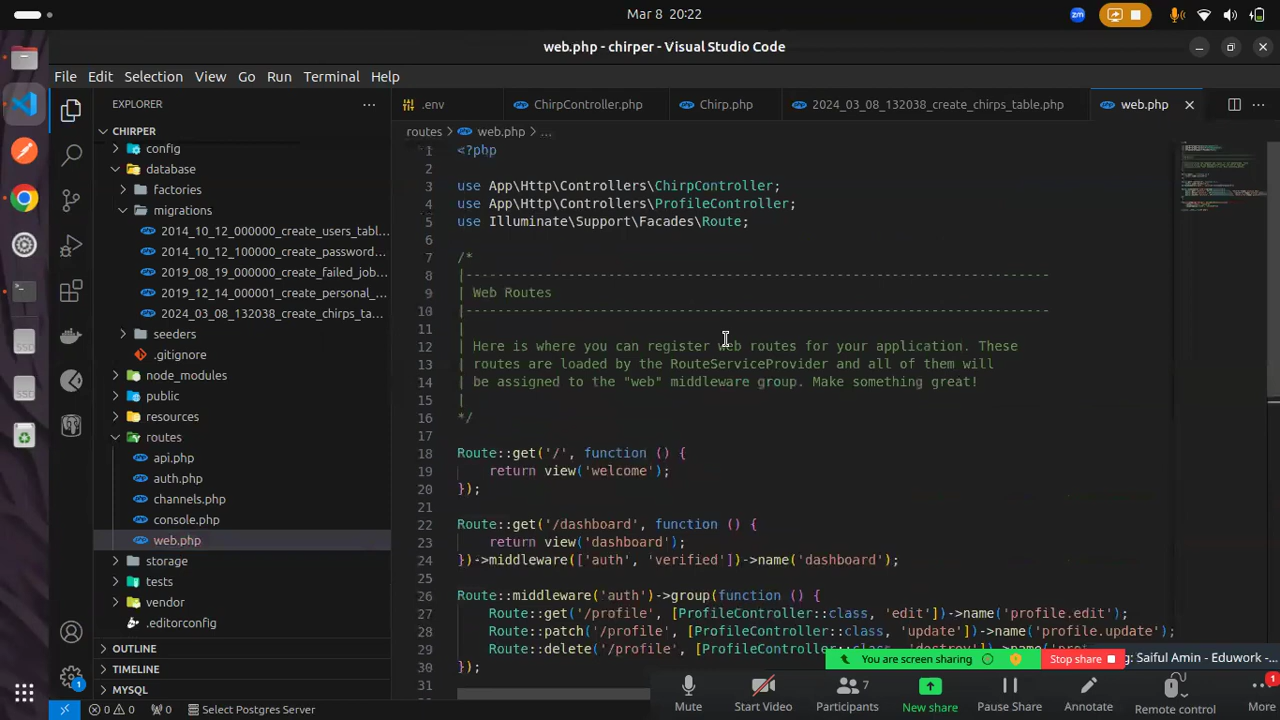 Mar 8 20:22
zm
web.php - chirper - Visual Studio Code
File Edit Selection View Go Run Terminal Help
EXPLORER
.env
ChirpController.php
Chirp.php
2024_03_08_132038_create_chirps_table.php
web.php
CHIRPER
config
database
factories
migrations
2014_10_12_000000_create_users_tabl...
2014_10_12_100000_create_password...
2019_08_19_000000_create_failed_job...
2019_12_14_000001_create_personal_...
2024_03_08_132038_create_chirps_ta...
seeders
.gitignore
node_modules
public
resources
routes
api.php
auth.php
channels.php
console.php
web.php
storage
tests
vendor
.editorconfig
OUTLINE
TIMELINE
MYSQL
routes > web.php > ...
1 <?php
2
3 use App\Http\Controllers\ChirpController;
4 use App\Http\Controllers\ProfileController;
5 use Illuminate\Support\Facades\Route;
6
7 /*
8 |--------------------------------------------------------------------------
9 | Web Routes
10 |--------------------------------------------------------------------------
11 |
12 | Here is where you can register web routes for your application. These
13 | routes are loaded by the RouteServiceProvider and all of them will
14 | be assigned to the "web" middleware group. Make something great!
15 |
16 */
17
18 Route::get('/', function () {
19 return view('welcome');
20 });
21
22 Route::get('/dashboard', function () {
23 return view('dashboard');
24 })->middleware(['auth', 'verified'])->name('dashboard');
25
26 Route::middleware('auth')->group(function () {
27 Route::get('/profile', [ProfileController::class, 'edit'])->name('profile.edit');
28 Route::patch('/profile', [ProfileController::class, 'update'])->name('profile.update');
29 Route::delete('/profile', [ProfileController::class, 'destroy'])->name('pro
30 });
31
You are screen sharing
Stop share
g: Saiful Amin - Eduwork -...
Mute
Start Video
7
Participants
New share
Pause Share
Annotate
Remote control
1
More
1
0 0 0 Select Postgres Server